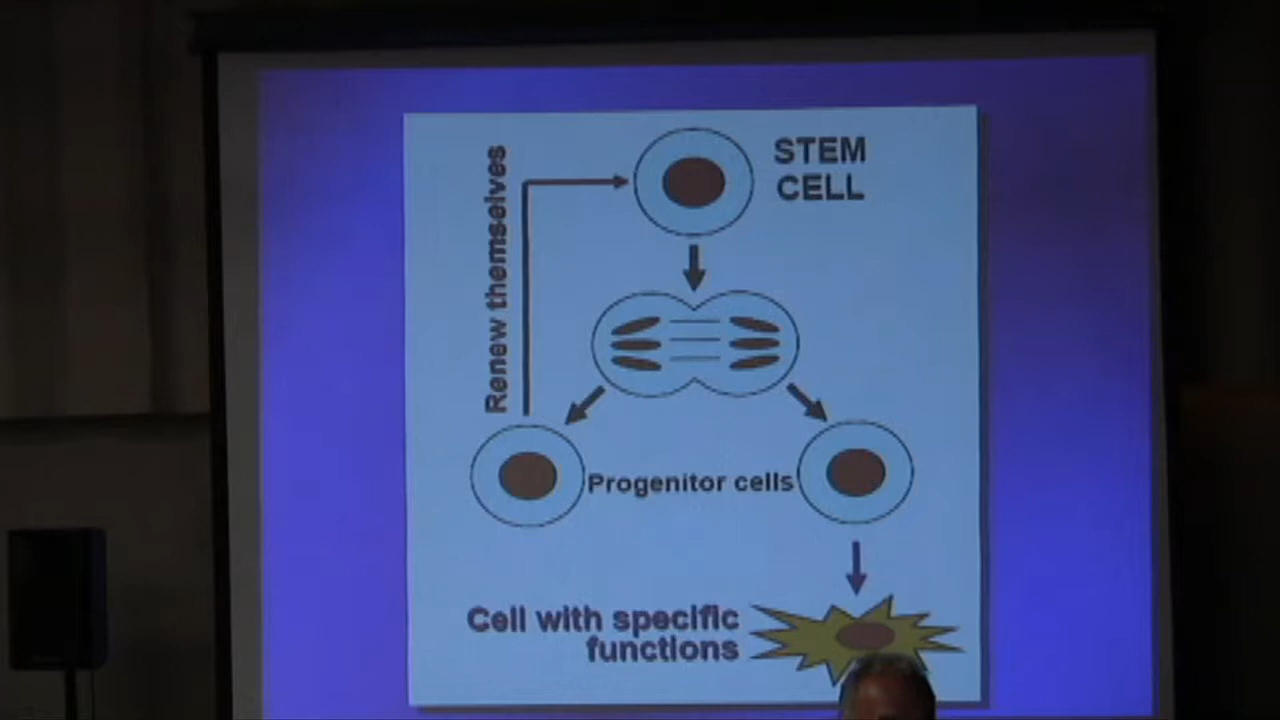 STEM
CELL
Renew themselves
Progenitor cells
Cell with specific
functions